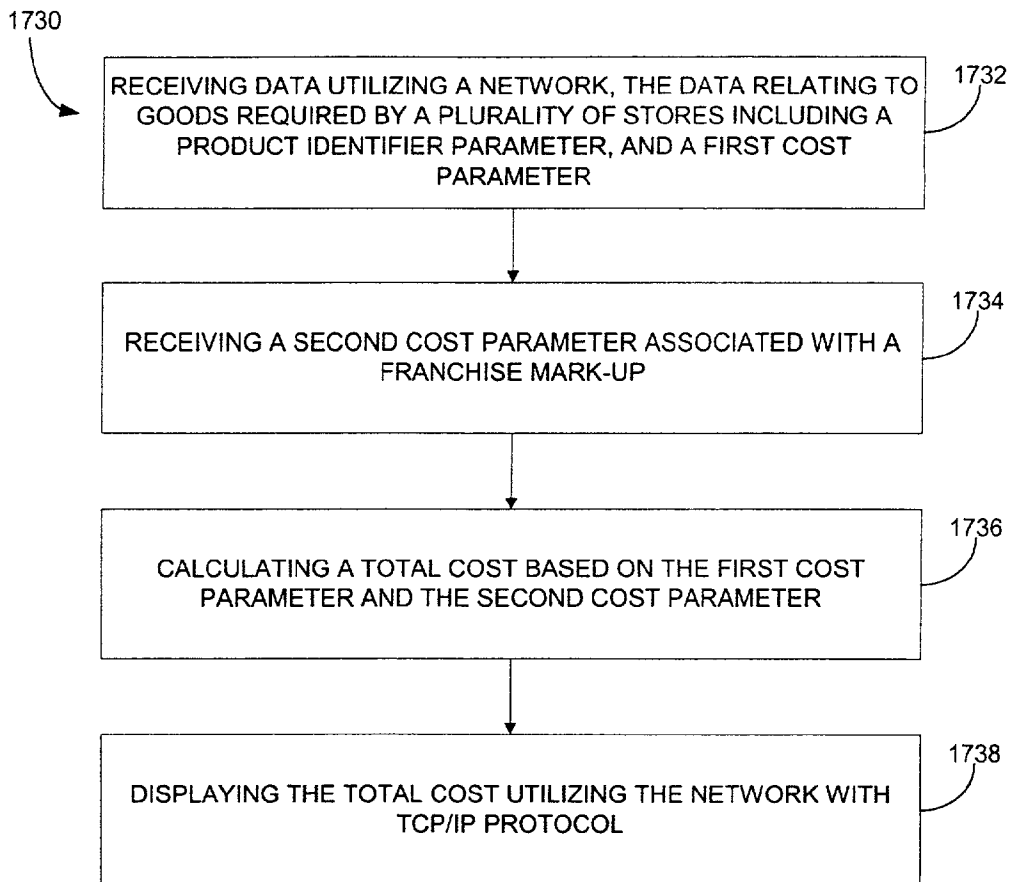 1730
RECEIVING DATA UTILIZING A NETWORK, THE DATA RELATING TO
GOODS REQUIRED BY A PLURALITY OF STORES INCLUDING A
PRODUCT IDENTIFIER PARAMETER, AND A FIRST COST
PARAMETER
1732
RECEIVING A SECOND COST PARAMETER ASSOCIATED WITH A
FRANCHISE MARK-UP
1734
CALCULATING A TOTAL COST BASED ON THE FIRST COST
PARAMETER AND THE SECOND COST PARAMETER
1736
DISPLAYING THE TOTAL COST UTILIZING THE NETWORK WITH
TCP/IP PROTOCOL
1738